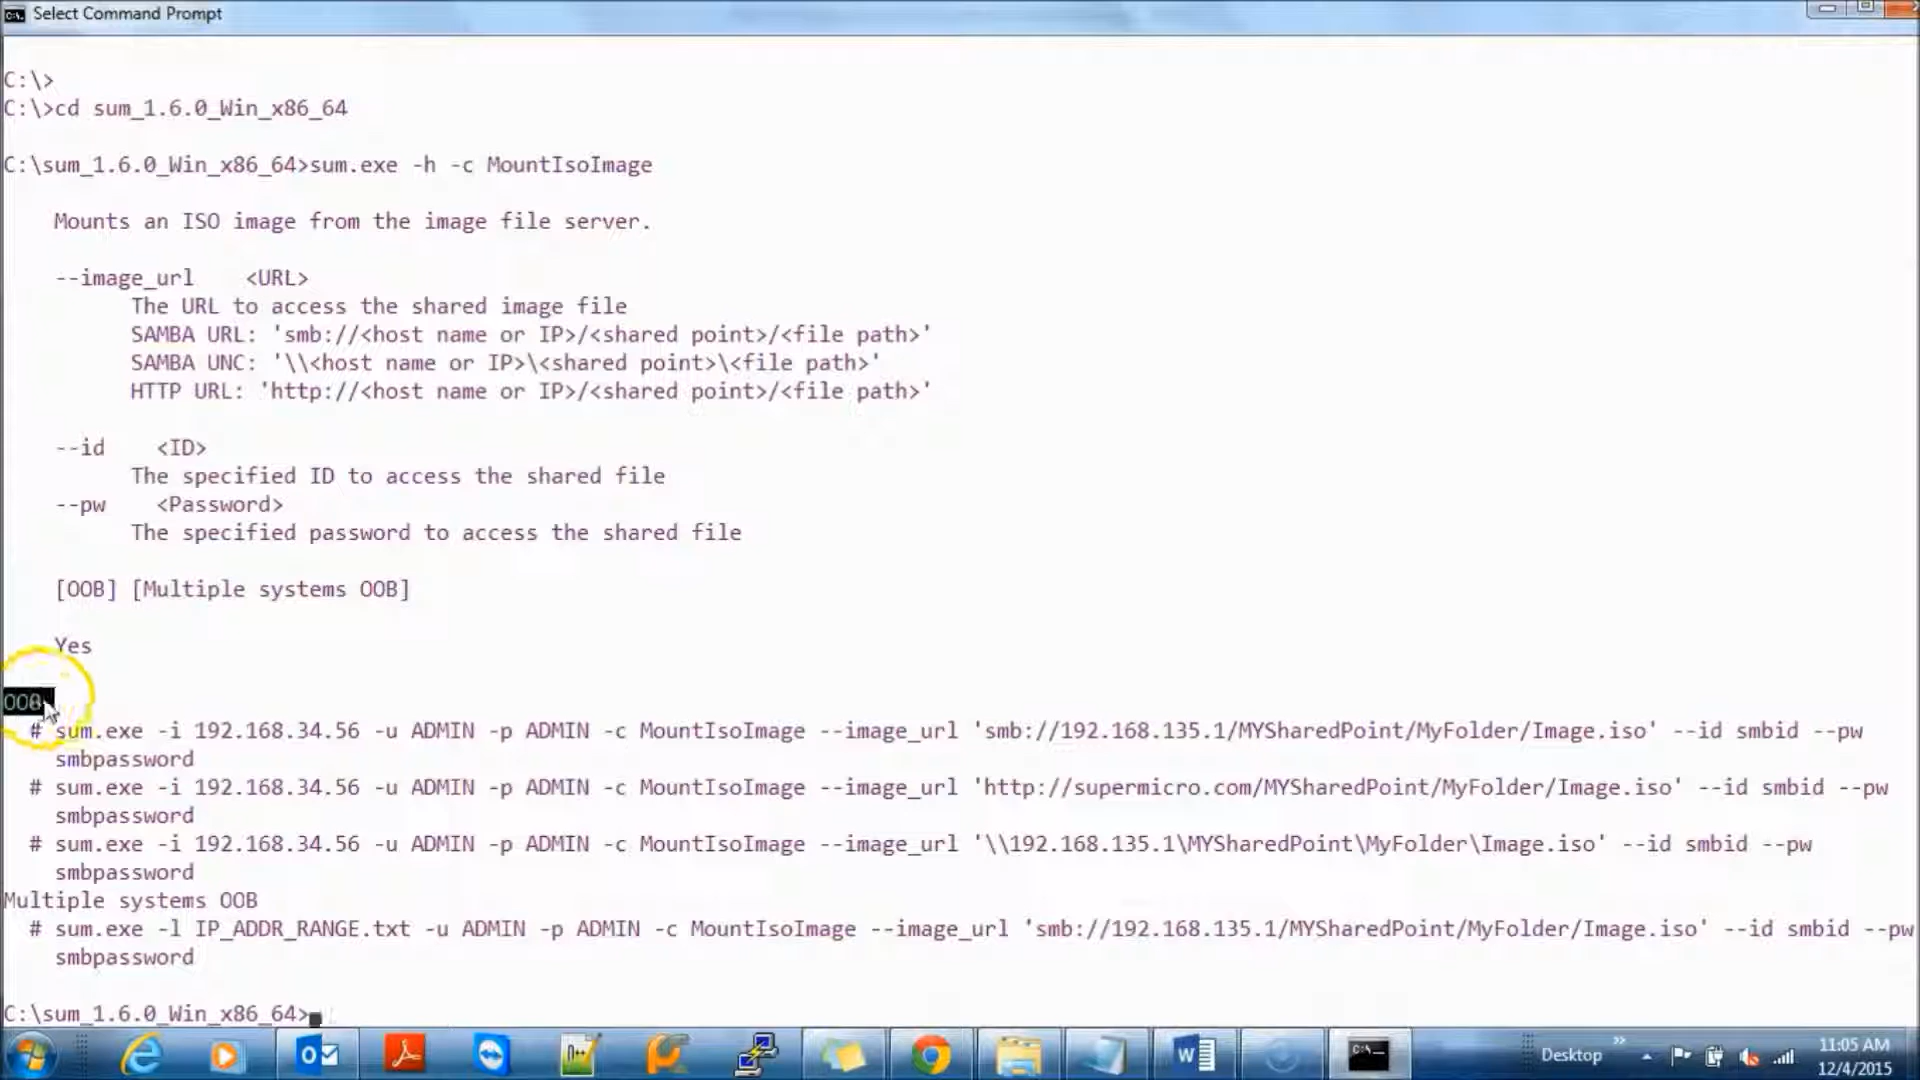 Select Command Prompt
C:\>
C:\>cd sum_1.6.0_Win_x86_64
C:\sum_1.6.0_Win_x86_64>sum.exe -h -c MountIsoImage
Mounts an ISO image from the image file server.
--image_url    <URL>
The URL to access the shared image file
SAMBA URL: 'smb://<host name or IP>/<shared point>/<file path>'
SAMBA UNC: '\\<host name or IP>\<shared point>\<file path>'
HTTP URL: 'http://<host name or IP>/<shared point>/<file path>'
--id    <ID>
The specified ID to access the shared file
--pw    <Password>
The specified password to access the shared file
[OOB] [Multiple systems OOB]
Yes
OOB
# sum.exe -i 192.168.34.56 -u ADMIN -p ADMIN -c MountIsoImage --image_url 'smb://192.168.135.1/MYSharedPoint/MyFolder/Image.iso' --id smbid --pw
smbpassword
# sum.exe -i 192.168.34.56 -u ADMIN -p ADMIN -c MountIsoImage --image_url 'http://supermicro.com/MYSharedPoint/MyFolder/Image.iso' --id smbid --pw
smbpassword
# sum.exe -i 192.168.34.56 -u ADMIN -p ADMIN -c MountIsoImage --image_url '\\192.168.135.1\MYSharedPoint\MyFolder\Image.iso' --id smbid --pw
smbpassword
Multiple systems OOB
# sum.exe -l IP_ADDR_RANGE.txt -u ADMIN -p ADMIN -c MountIsoImage --image_url 'smb://192.168.135.1/MYSharedPoint/MyFolder/Image.iso' --id smbid --pw
smbpassword
C:\sum_1.6.0_Win_x86_64>
Desktop
11:05 AM
12/4/2015